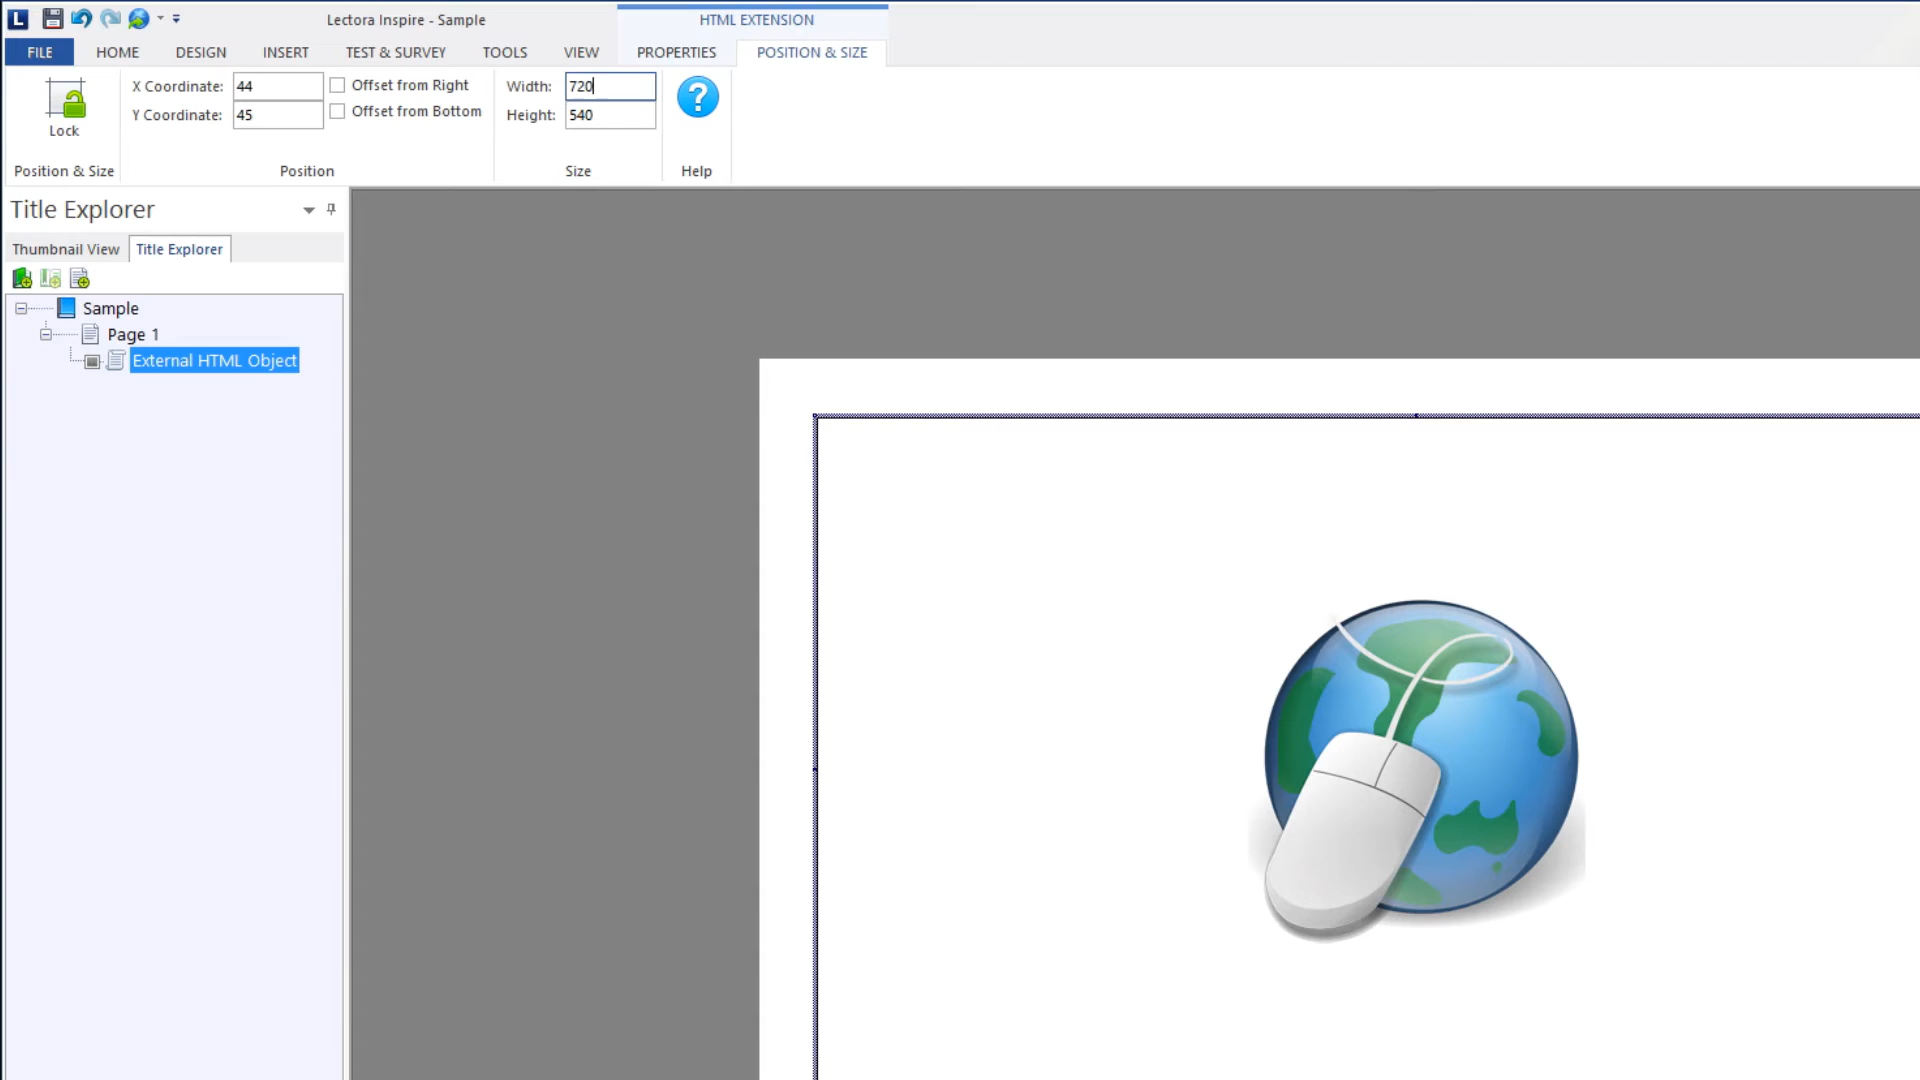 L
Lectora Inspire - Sample
HTML EXTENSION
FILE HOME DESIGN INSERT TEST & SURVEY TOOLS VIEW PROPERTIES POSITION & SIZE
X Coordinate: 44 Offset from Right Width: 720
Y Coordinate: 45 Offset from Bottom Height: 540
?
Lock
Position & Size Position Size Help
Title Explorer
Thumbnail View Title Explorer
Sample
Page 1
External HTML Object